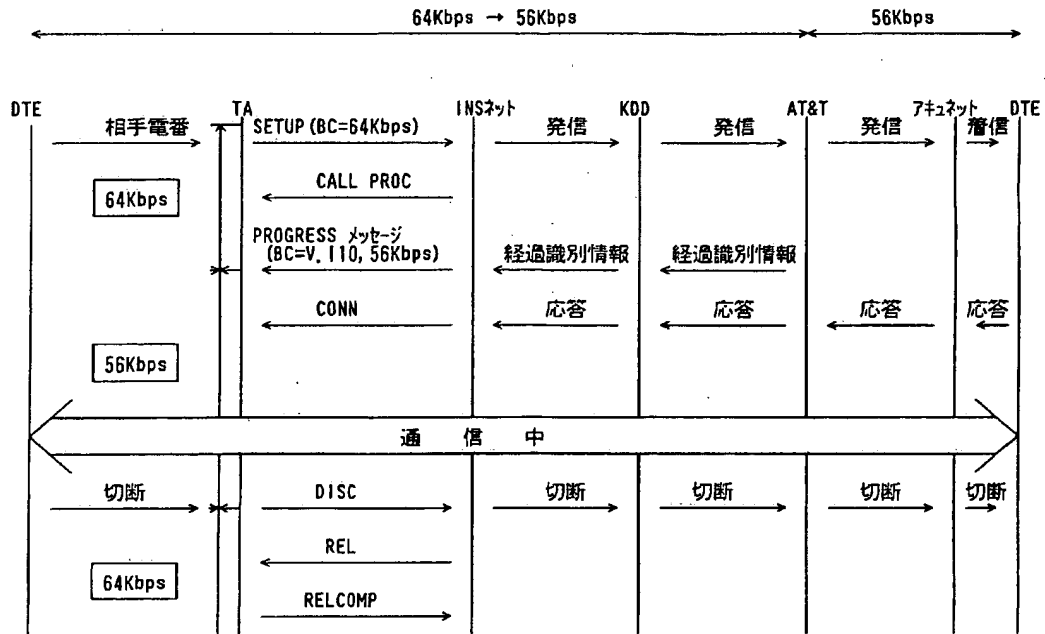 64Kbps → 56Kbps 56Kbps
DTE TA INSネット KDD AT&T アキュネット DTE
相手電番 SETUP (BC=64Kbps) 発信 発信 発信 着信
64Kbps
CALL PROC
PROGRESS メッセージ
(BC=V.110, 56Kbps) 経過識別情報 経過識別情報
CONN 応答 応答 応答 応答
56Kbps
通信中
切断 DISC 切断 切断 切断 切断
REL
64Kbps
RELCOMP